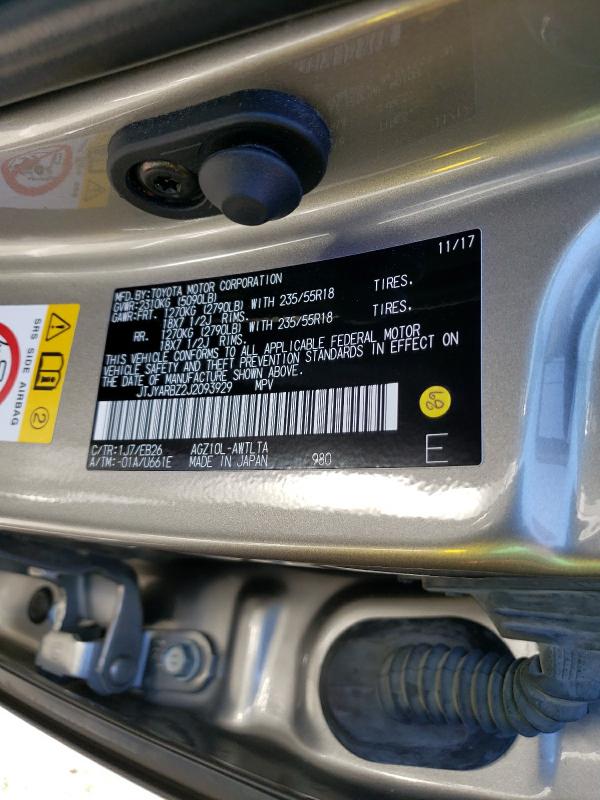 11/17
MFD.BY:TOYOTA MOTOR CORPORATION
GVWR:2310KG (5090LB)
GAWR:FRT. 1270KG (2790LB) WITH 235/55R18 TIRES,
18X7 1/2J RIMS.
RR. 1270KG (2790LB) WITH 235/55R18 TIRES,
18X7 1/2J RIMS.
THIS VEHICLE CONFORMS TO ALL APPLICABLE FEDERAL MOTOR
VEHICLE SAFETY, BUMPER, AND THEFT PREVENTION STANDARDS IN EFFECT ON
THE DATE OF MANUFACTURE SHOWN ABOVE.
JTJYARBZ2J2093929 MPV
C/TR:1J7/EB26 AGZ10L-AWTLTA
A/TM:-01A/U661E MADE IN JAPAN 980
E
SRS SIDE AIRBAG
2